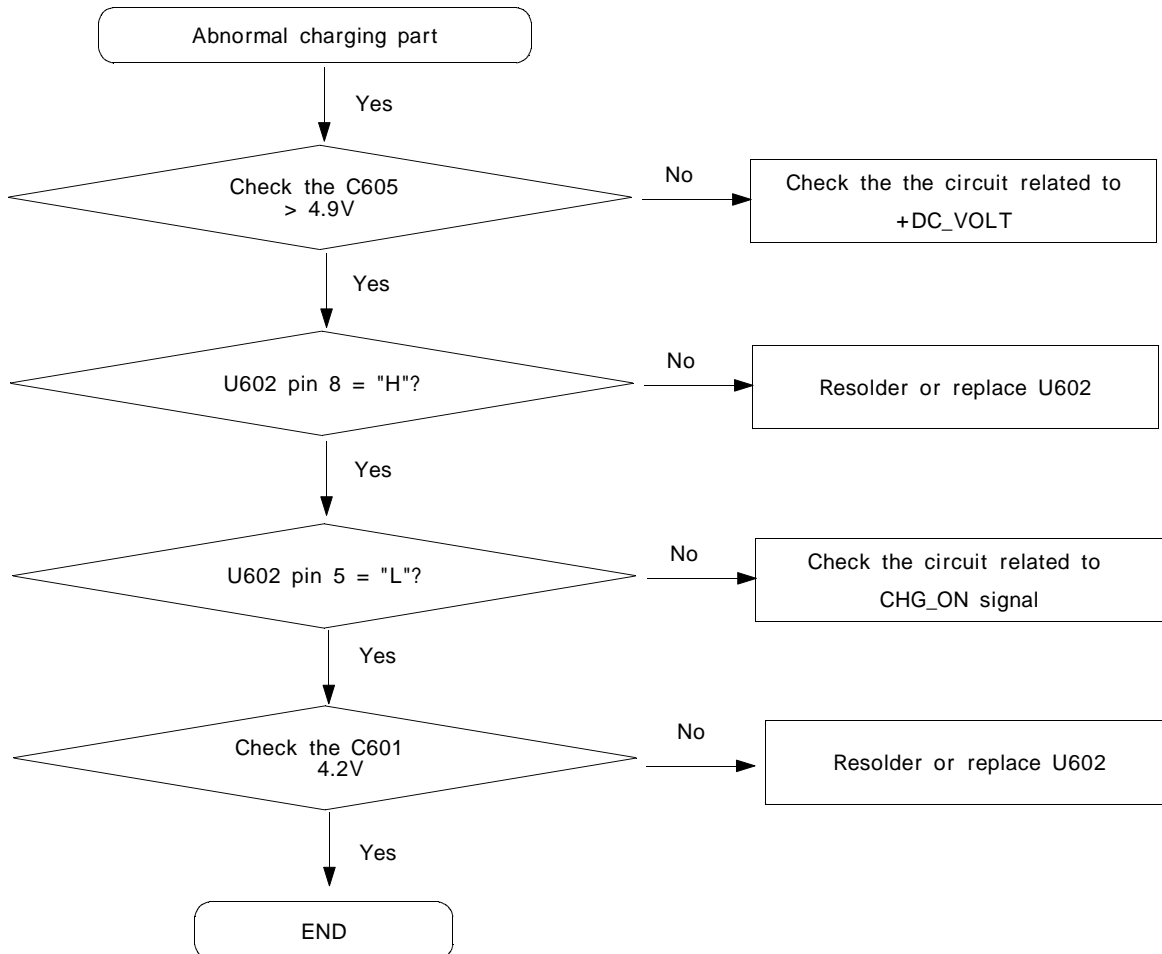 Abnormal charging part
Yes
Check the C605
> 4.9V
No
Check the the circuit related to
+DC_VOLT
Yes
U602 pin 8 = "H"?
No
Resolder or replace U602
Yes
U602 pin 5 = "L"?
No
Check the circuit related to
CHG_ON signal
Yes
Check the C601
4.2V
No
Resolder or replace U602
Yes
END